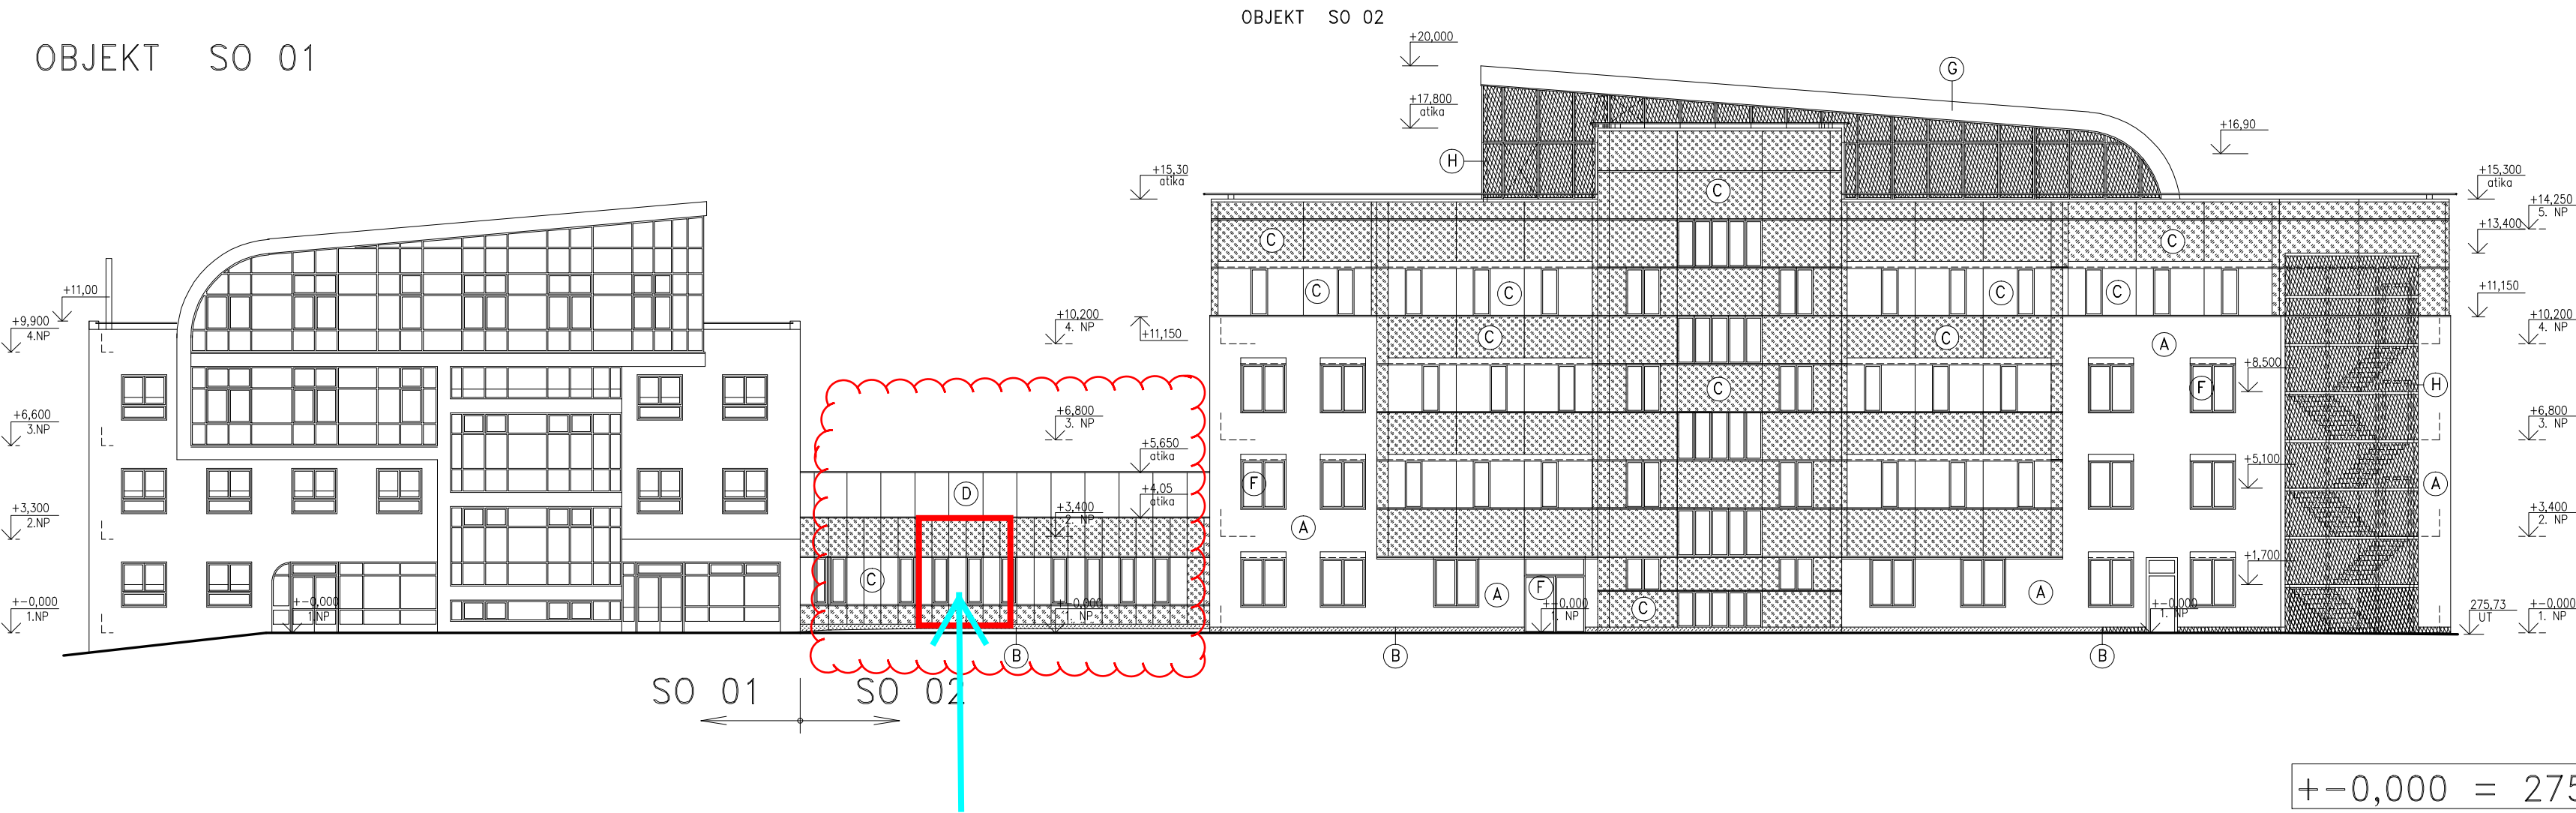 OBJEKT SO 02
OBJEKT SO 01
+20,000
G
+17,800
atika
+16,90
H
+15,30
atika
+15,300
atika
C
+14,250
5. NP
+13,400
C
C
+11,00
C
C
C
C
+11,150
+9,900
4.NP
+10,200
4. NP
+11,150
+10,200
4. NP
C
C
A
+8,500
C
F
H
+6,600
3.NP
+6,800
3. NP
+6,800
3. NP
+5,650
atika
+5,100
D
F
A
+4,05
atika
+3,300
2.NP
+3,400
2. NP
A
+3,400
2. NP
+1,700
C
F
A
A
C
+-0,000
1.NP
+-0,000
1.NP
+-0,000
1. NP
+-0,000
1. NP
+-0,000
1. NP
275,73
UT
+-0,000
1. NP
B
B
B
SO 01
SO 02
+-0,000 = 275